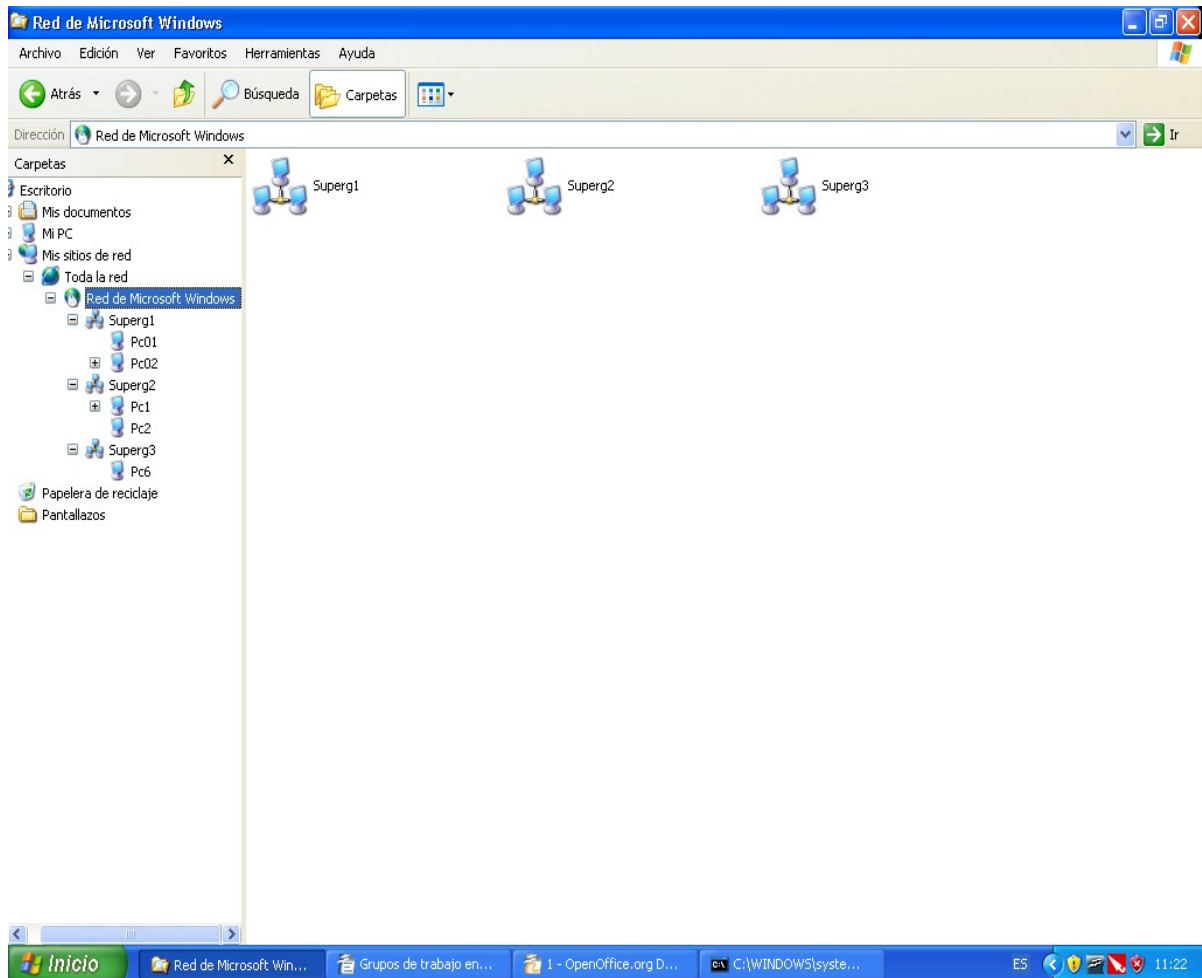 Red de Microsoft Windows
Archivo Edición Ver Favoritos Herramientas Ayuda
Atrás Búsqueda Carpetas
Dirección Red de Microsoft Windows Ir
Carpetas
Escritorio
Mis documentos
Mi PC
Mis sitios de red
Toda la red
Red de Microsoft Windows
Superg1
Pc01
Pc02
Superg2
Pc1
Pc2
Superg3
Pc6
Papelera de reciclaje
Pantallazos
Superg1 Superg2 Superg3
Inicio Red de Microsoft Win... Grupos de trabajo en... 1 - OpenOffice.org D... C:\WINDOWS\syste... ES 11:22